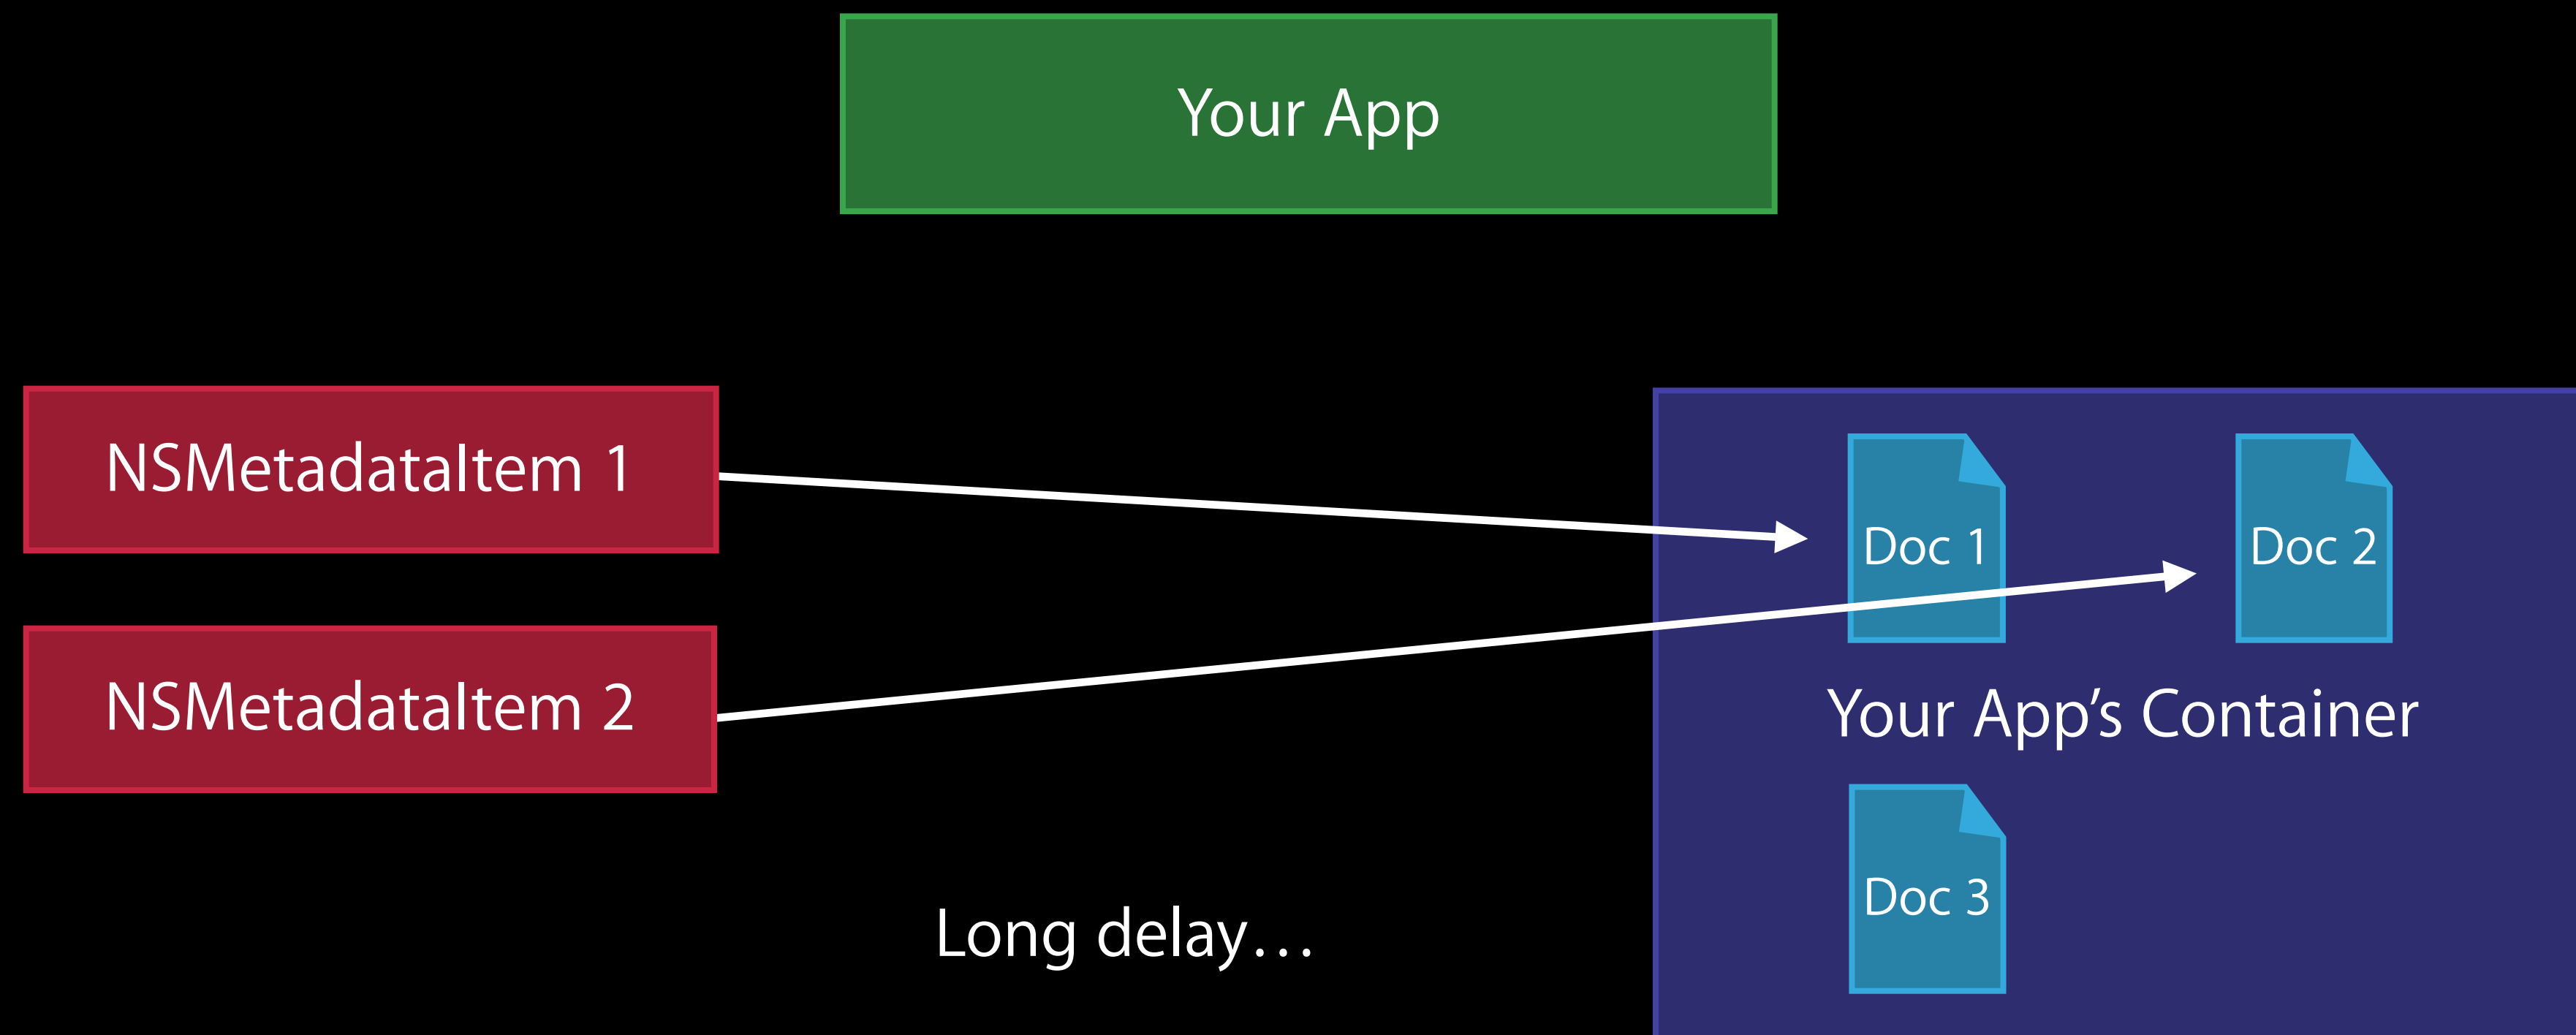 Your App
NSMetadataItem 1
NSMetadataItem 2
Doc 1
Doc 2
Your App’s Container
Doc 3
Long delay…